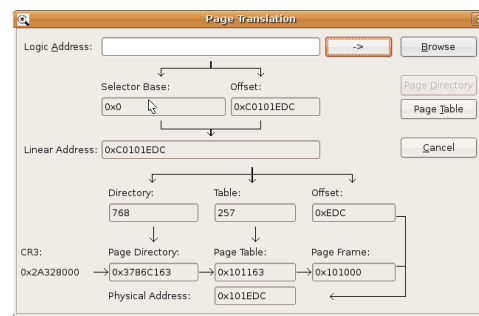 Page Translation
Logic Address: -> Browse
Selector Base: Offset: Page Directory
0x0 0xC0101EDC Page Table
Linear Address: 0xC0101EDC Cancel
Directory: Table: Offset:
768 257 0xEDC
CR3: Page Directory: Page Table: Page Frame:
0x2A328000 0x3786C163 0x101163 0x101000
Physical Address: 0x101EDC